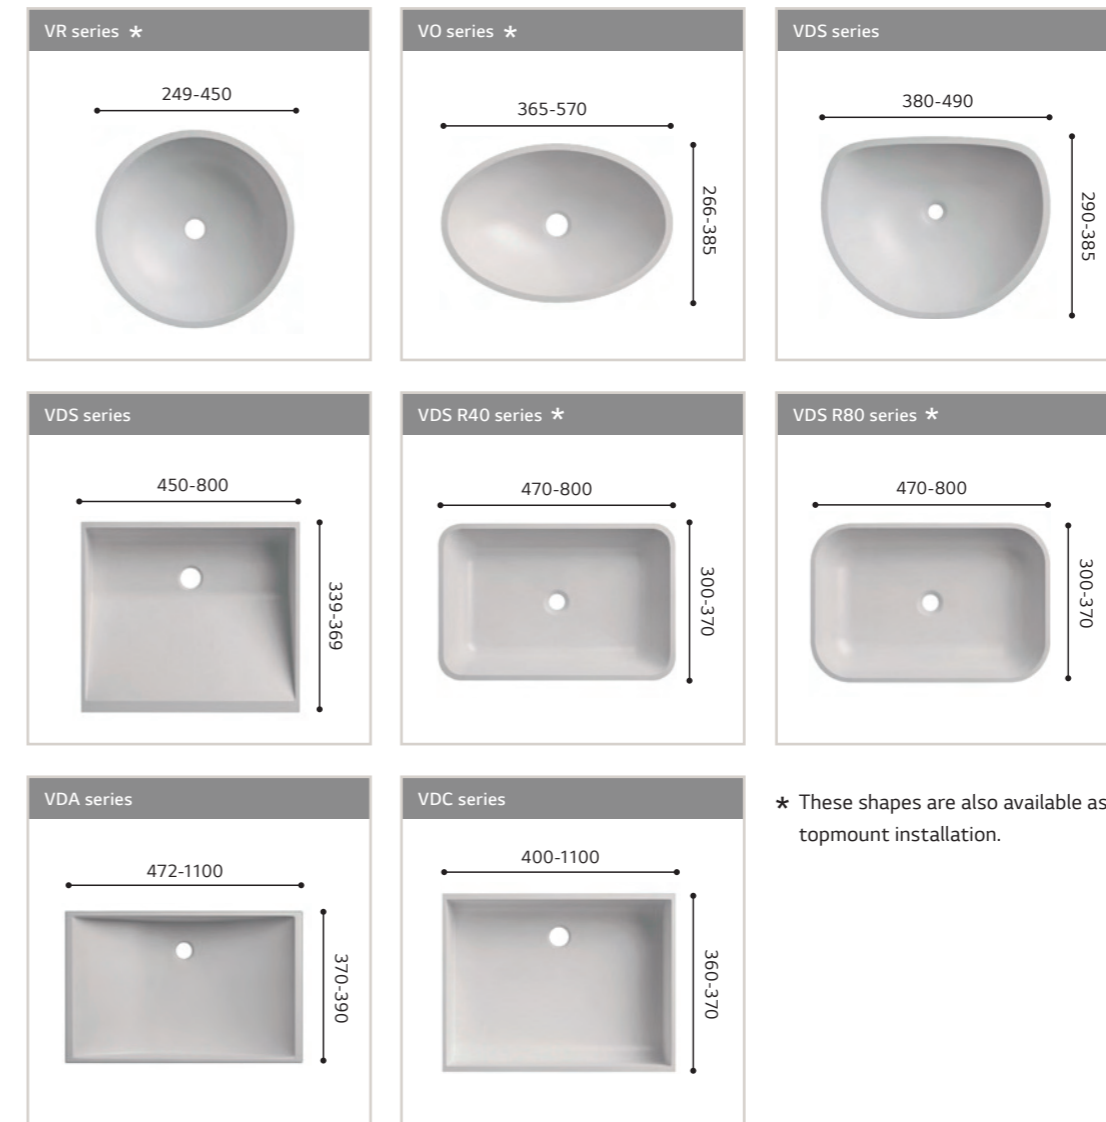 VR series *
249-450
VO series *
365-570
266-385
VDS series
380-490
290-385
VDS series
450-800
339-369
VDS R40 series *
470-800
300-370
VDS R80 series *
470-800
300-370
VDA series
472-1100
370-390
VDC series
400-1100
360-370
* These shapes are also available as
topmount installation.